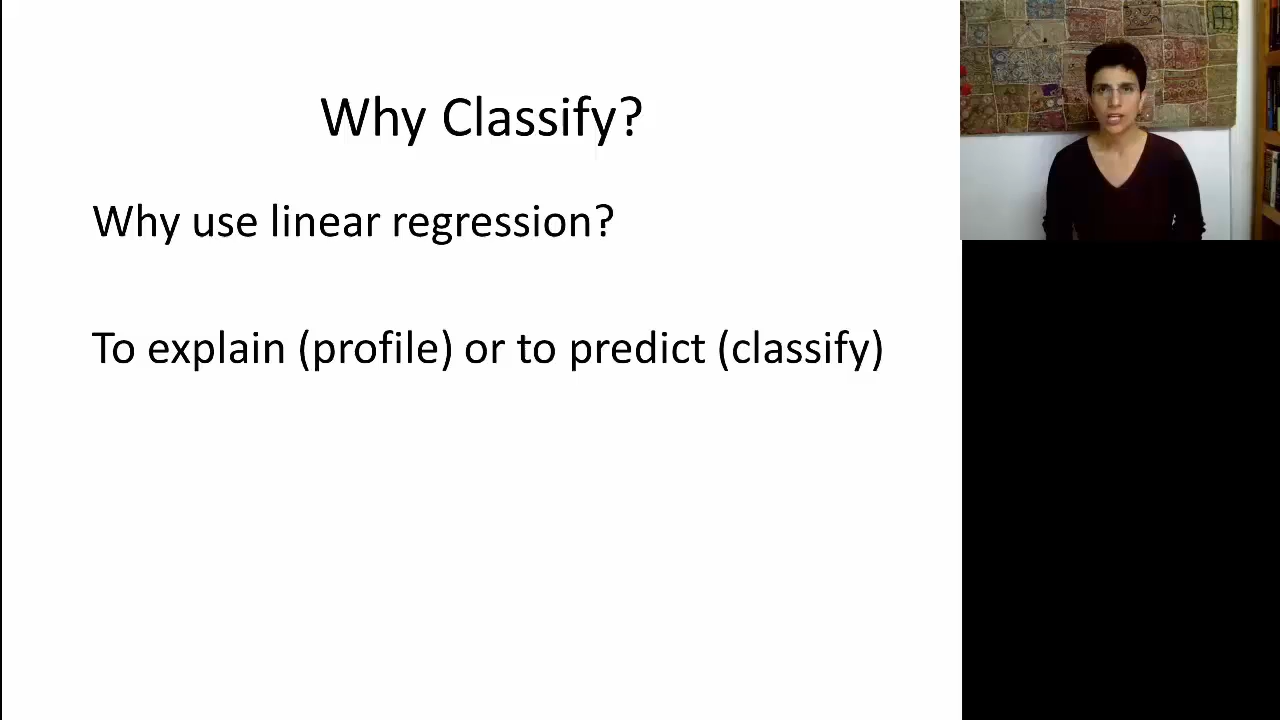 Why Classify?
Why use linear regression?
To explain (profile) or to predict (classify)